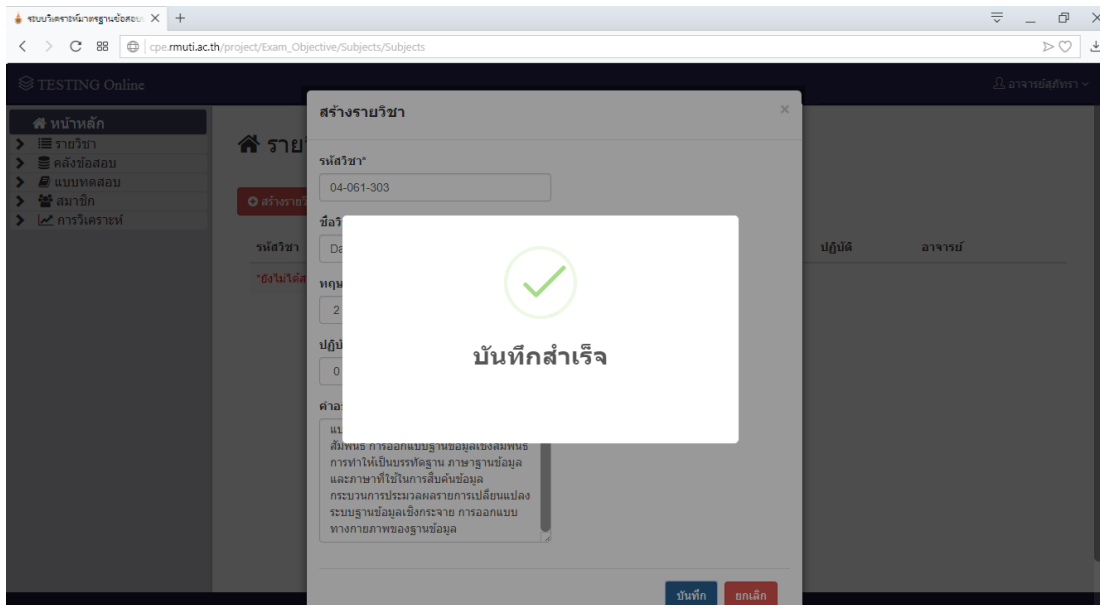 ระบบวิเคราะห์มาตรฐานข้อสอบ
cpe.rmuti.ac.th/project/Exam_Objective/Subjects/Subjects
TESTING Online
อาจารย์สุภัทรา
หน้าหลัก
รายวิชา
คลังข้อสอบ
แบบทดสอบ
สมาชิก
การวิเคราะห์
ราย
สร้างรายวิ
รหัสวิชา
ปฏิบัติ
อาจารย์
*ยังไม่ได้ส
สร้างรายวิชา
×
รหัสวิชา*
04-061-303
ชื่อวิ
Da
ทฤษ
2
ปฏิบั
0
คำอ
แบ
สัมพันธ์ การออกแบบฐานข้อมูลเชิงสัมพันธ์
การทำให้เป็นบรรทัดฐาน ภาษาฐานข้อมูล
และภาษาที่ใช้ในการสืบค้นข้อมูล
กระบวนการประมวลผลรายการเปลี่ยนแปลง
ระบบฐานข้อมูลเชิงกระจาย การออกแบบ
ทางกายภาพของฐานข้อมูล
บันทึกสำเร็จ
บันทึก
ยกเลิก